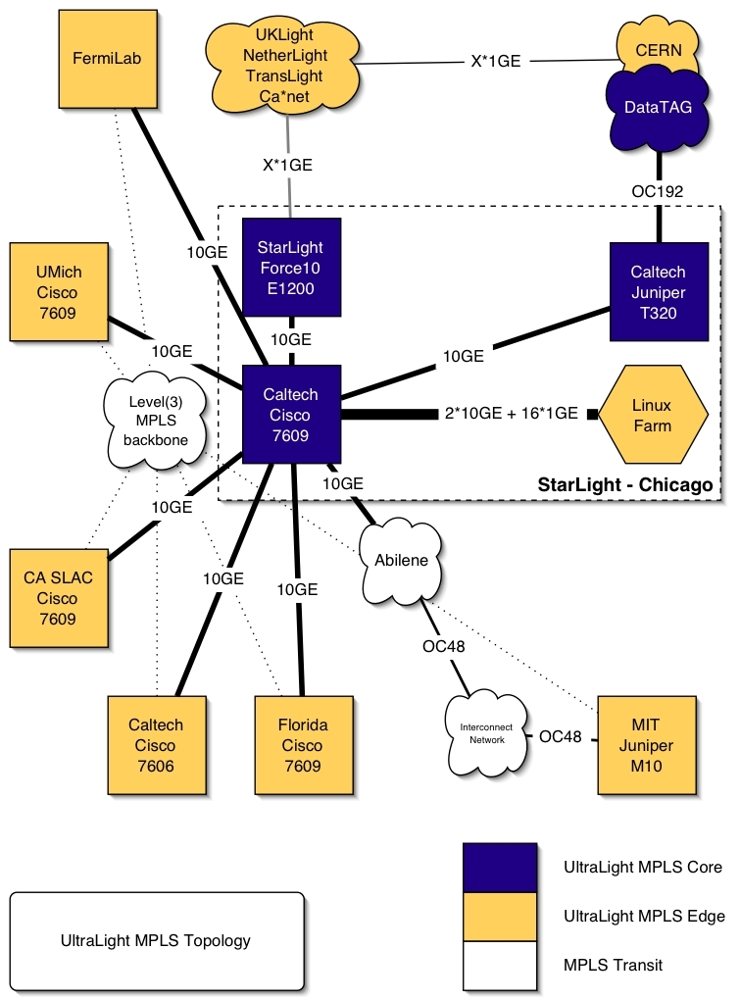 FermiLab
UKLight
NetherLight
TransLight
Ca*net
X*1GE
CERN
DataTAG
X*1GE
OC192
10GE
StarLight
Force10
E1200
Caltech
Juniper
T320
UMich
Cisco
7609
10GE
10GE
10GE
Level(3)
MPLS
backbone
Caltech
Cisco
7609
2*10GE + 16*1GE
Linux
Farm
StarLight - Chicago
10GE
10GE
CA SLAC
Cisco
7609
10GE
10GE
Abilene
OC48
Caltech
Cisco
7606
Florida
Cisco
7609
Interconnect
Network
OC48
MIT
Juniper
M10
UltraLight MPLS Topology
UltraLight MPLS Core
UltraLight MPLS Edge
MPLS Transit